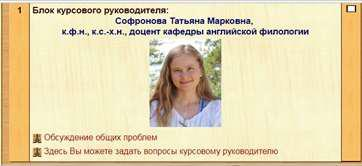 1
Блок курсового руководителя:
Софронова Татьяна Марковна,
к.ф.н., к.с.-х.н., доцент кафедры английской филологии
Обсуждение общих проблем
Здесь Вы можете задать вопросы курсовому руководителю